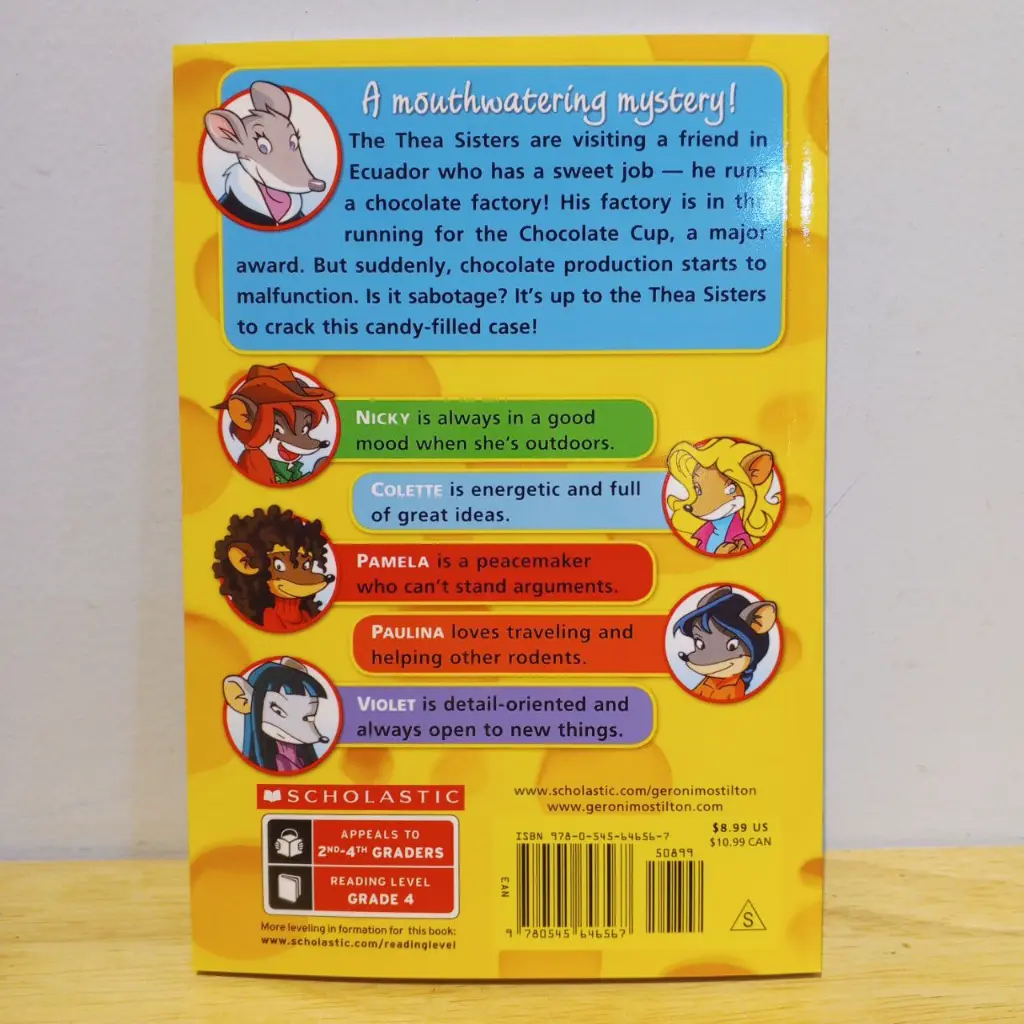 A mouthwatering mystery!
The Thea Sisters are visiting a friend in
Ecuador who has a sweet job — he runs
a chocolate factory! His factory is in the
running for the Chocolate Cup, a major
award. But suddenly, chocolate production starts to
malfunction. Is it sabotage? It's up to the Thea Sisters
to crack this candy-filled case!
NICKY is always in a good
mood when she's outdoors.
COLETTE is energetic and full
of great ideas.
PAMELA is a peacemaker
who can't stand arguments.
PAULINA loves traveling and
helping other rodents.
VIOLET is detail-oriented and
always open to new things.
SCHOLASTIC
APPEALS TO
2ND-4TH GRADERS
READING LEVEL
GRADE 4
More leveling in formation for this book:
www.scholastic.com/readinglevel
www.scholastic.com/geronimostilton
www.geronimostilton.com
ISBN 978-0-545-64656-7
$8.99 US
$10.99 CAN
50899
EAN
9 780545 646567
S